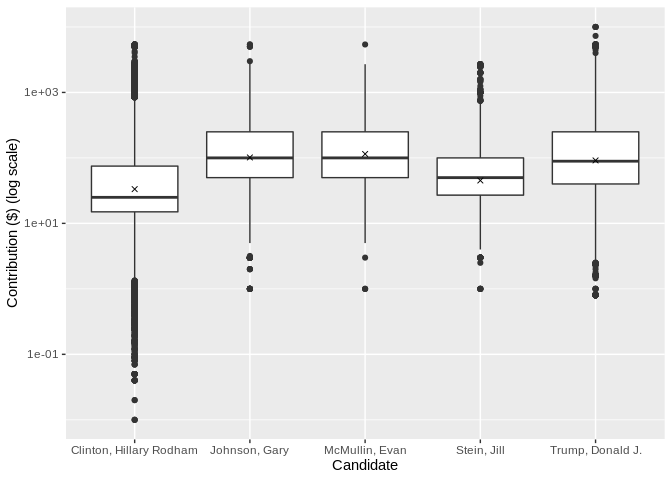 Contribution ($) (log scale)
1e+03
1e+01
1e-01
Clinton, Hillary Rodham
Johnson, Gary
McMullin, Evan
Stein, Jill
Trump, Donald J.
Candidate